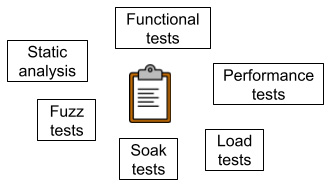 Functional
tests
Static
analysis
Performance
tests
Fuzz
tests
Soak
tests
Load
tests